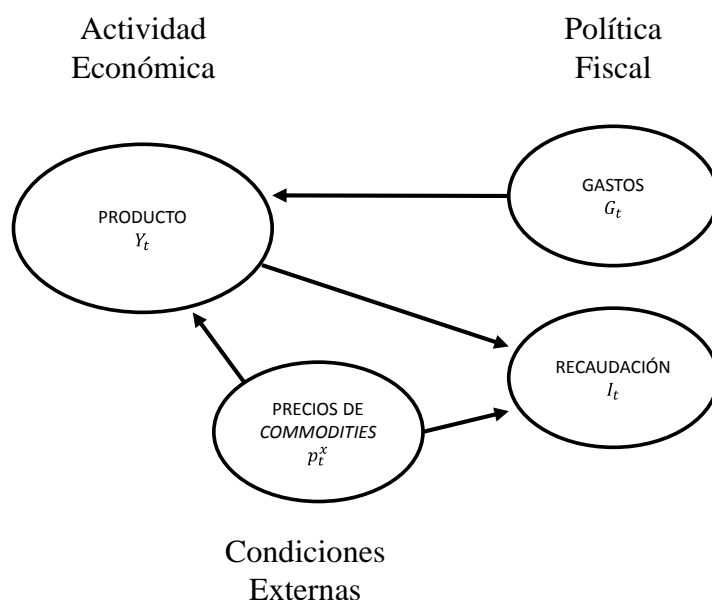 Actividad
Económica
Política
Fiscal
GASTOS
G_t
PRODUCTO
Y_t
RECAUDACIÓN
I_t
PRECIOS DE
COMMODITIES
p_t^x
Condiciones
Externas